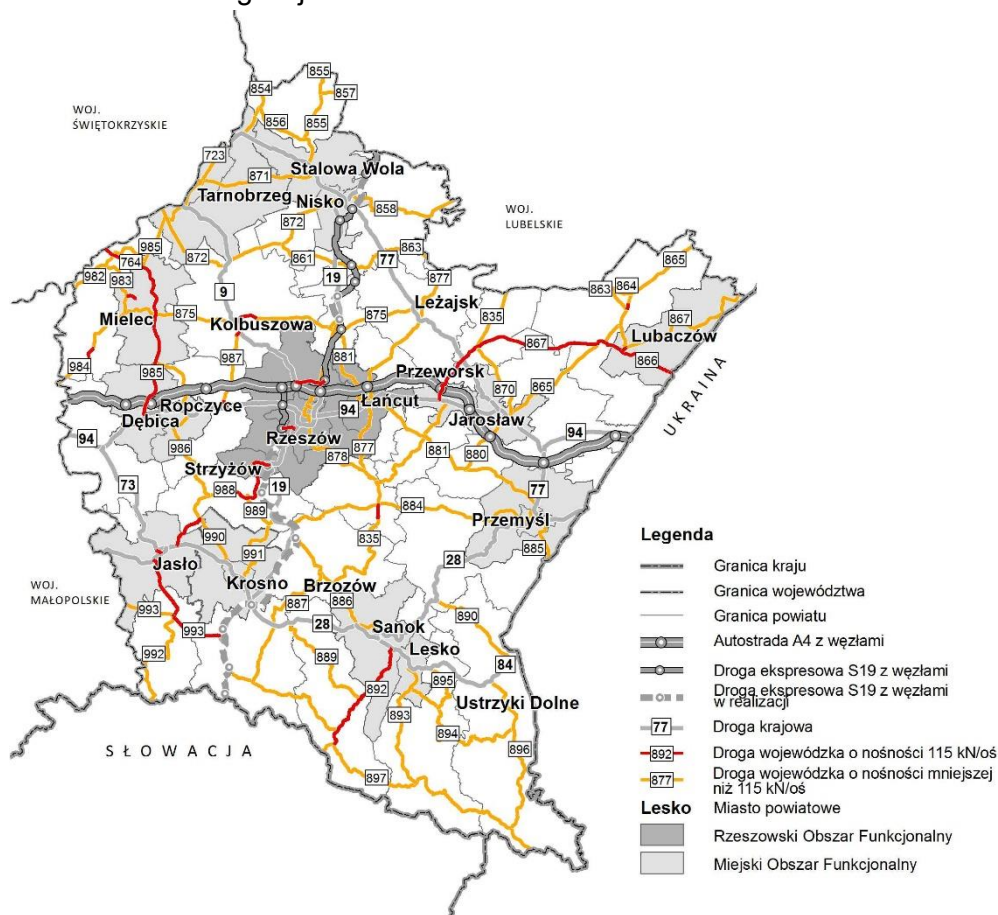 855
854
857
WOJ.
ŚWIĘTOKRZYSKIE
856
855
723
Stalowa Wola
871
Tarnobrzeg
Nisko
858
872
WOJ.
LUBELSKIE
985
764
872
861
863
77
865
982
983
19
877
863
864
9
Leżajsk
Mielec
875
Kolbuszowa
875
835
867
Lubaczów
867
987
881
866
984
985
Przeworsk
870
865
Ropczyce
Łańcut
Dębica
94
Jarosław
UKRAINA
94
986
Rzeszów
877
881
880
94
878
Strzyżów
77
73
988
19
989
884
Przemyśl
990
835
885
991
28
Jasło
WOJ.
MAŁOPOLSKIE
Krosno
Brzozów
993
887
886
890
993
28
Sanok
992
Lesko
84
889
895
892
Ustrzyki Dolne
893
894
896
SŁOWACJA
897
Legenda
Granica kraju
Granica województwa
Granica powiatu
Autostrada A4 z węzłami
Droga ekspresowa S19 z węzłami
Droga ekspresowa S19 z węzłami
w realizacji
77 Droga krajowa
892 Droga wojewódzka o nośności 115 kN/oś
877 Droga wojewódzka o nośności mniejszej
niż 115 kN/oś
Lesko Miasto powiatowe
Rzeszowski Obszar Funkcjonalny
Miejski Obszar Funkcjonalny